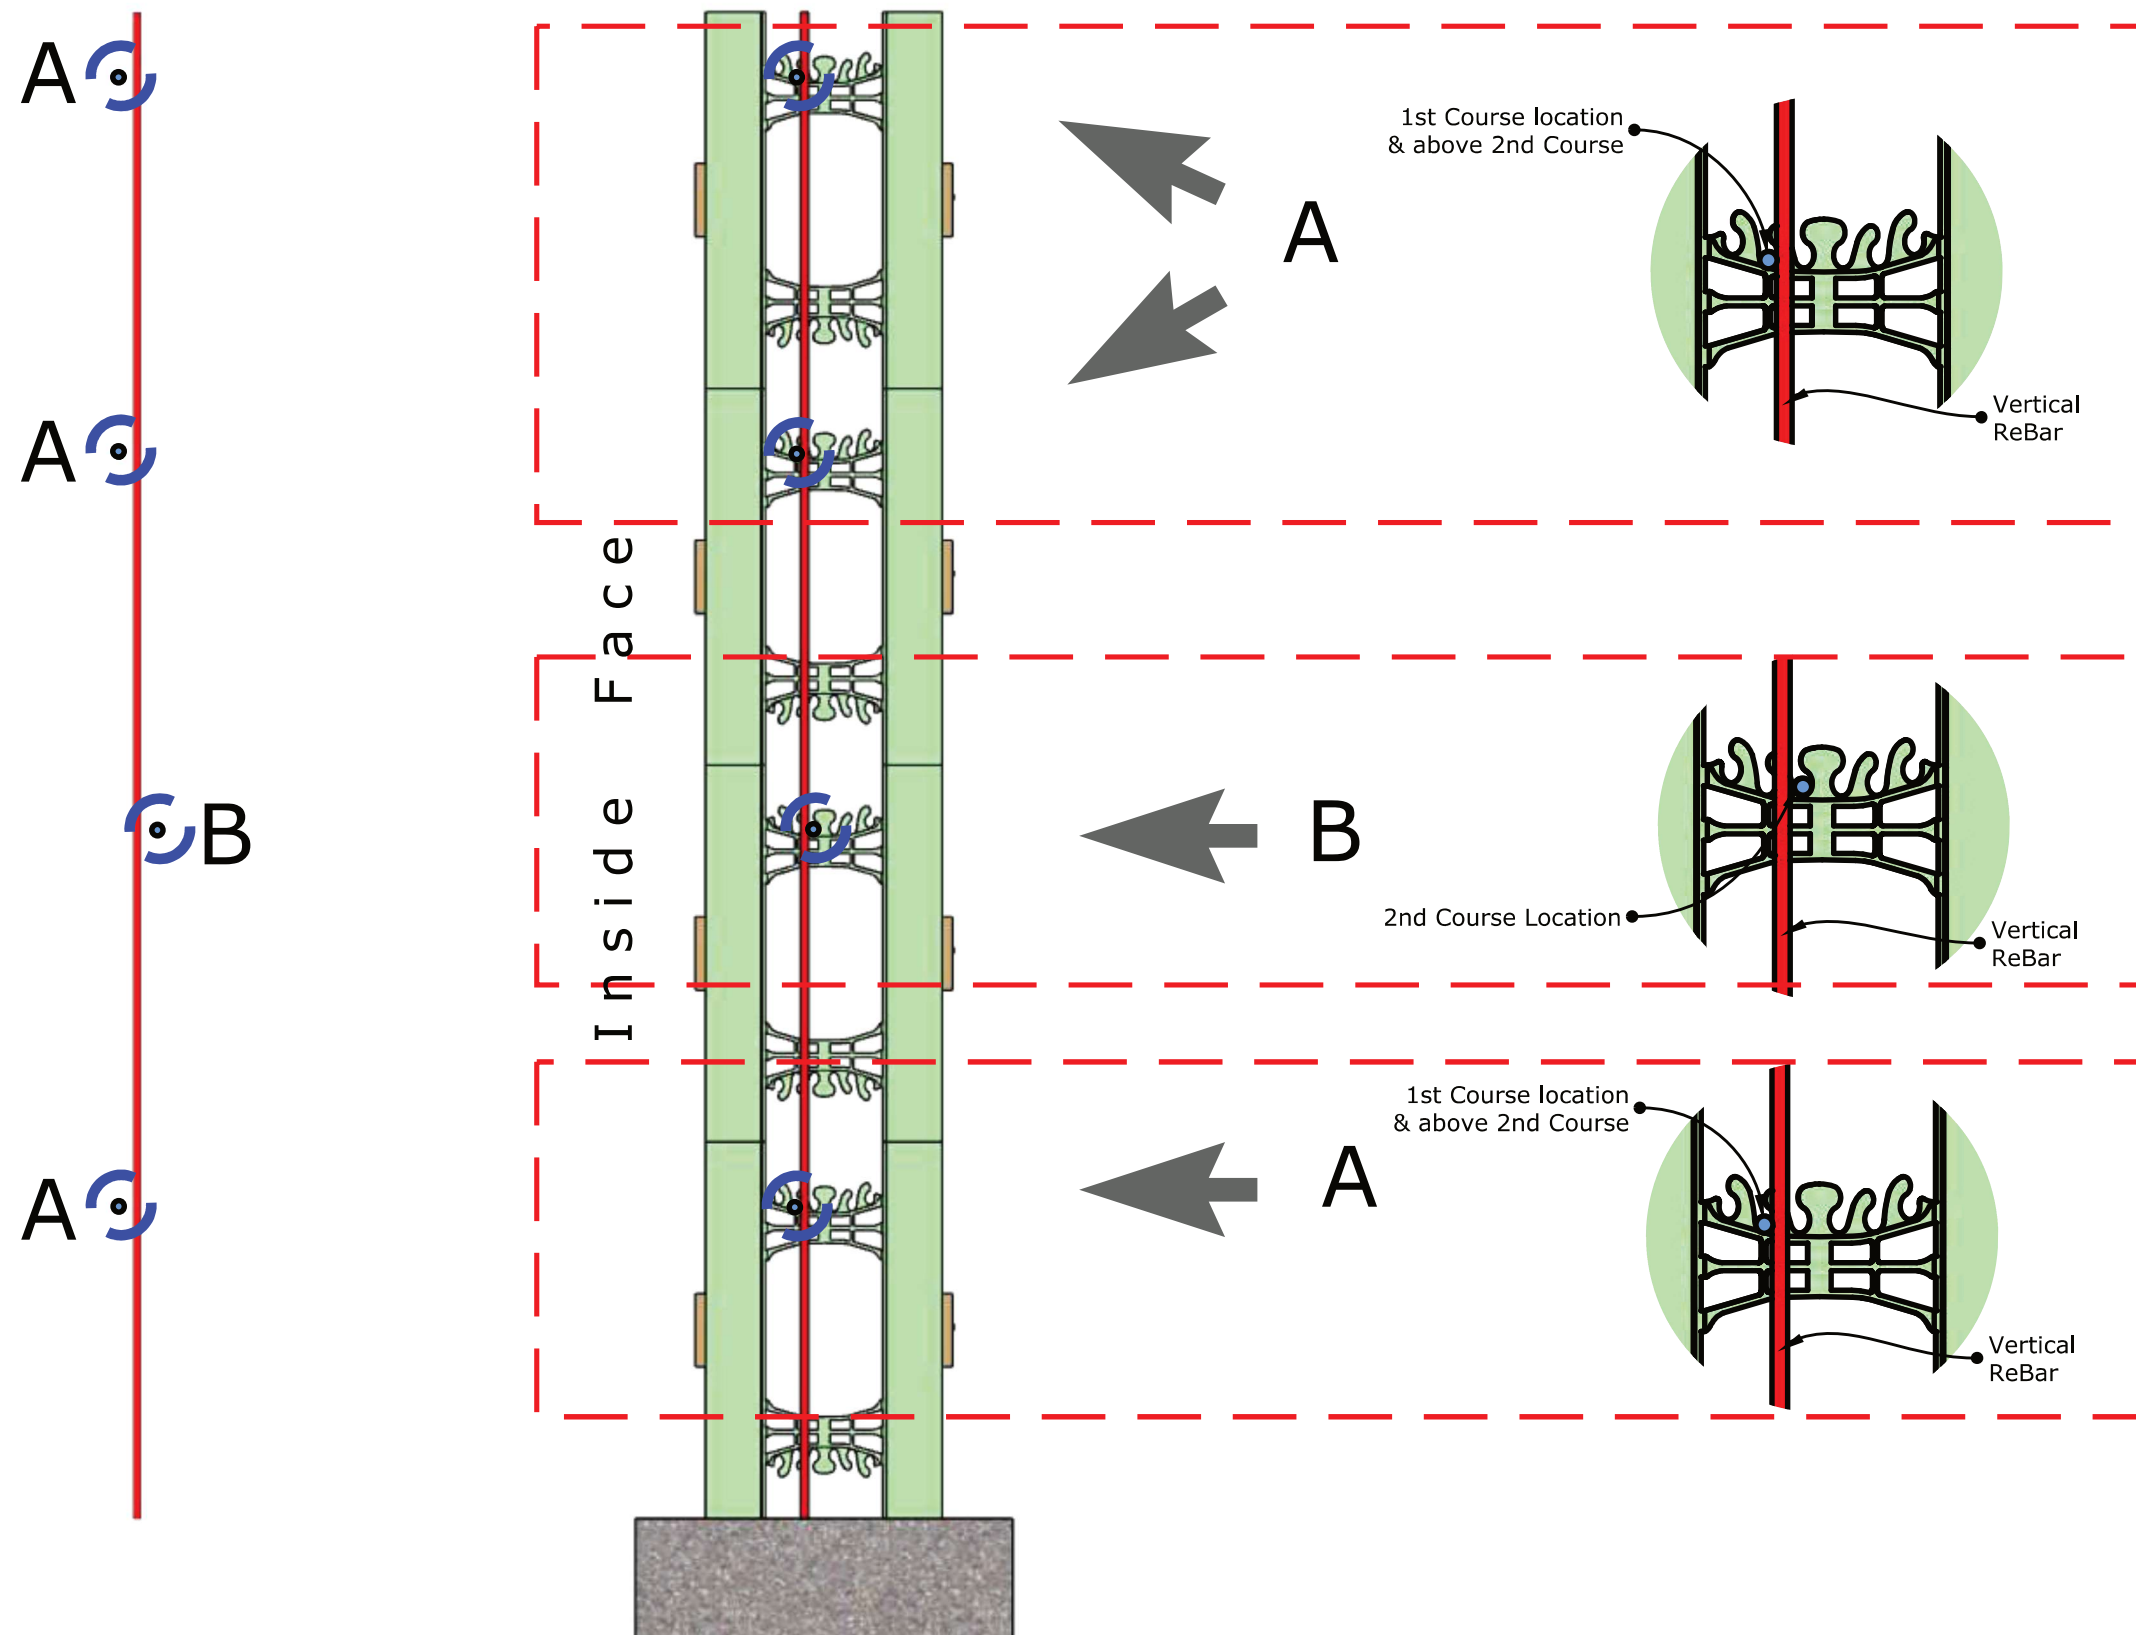 A
A
B
A
Inside Face
A
1st Course location
& above 2nd Course
Vertical
ReBar
B
2nd Course Location
Vertical
ReBar
A
1st Course location
& above 2nd Course
Vertical
ReBar